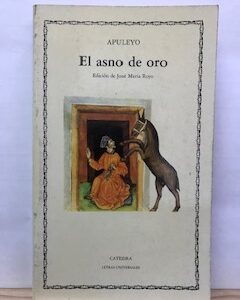 APULEYO
El asno de oro
Edición de José María Royo
CATEDRA
LETRAS UNIVERSALES